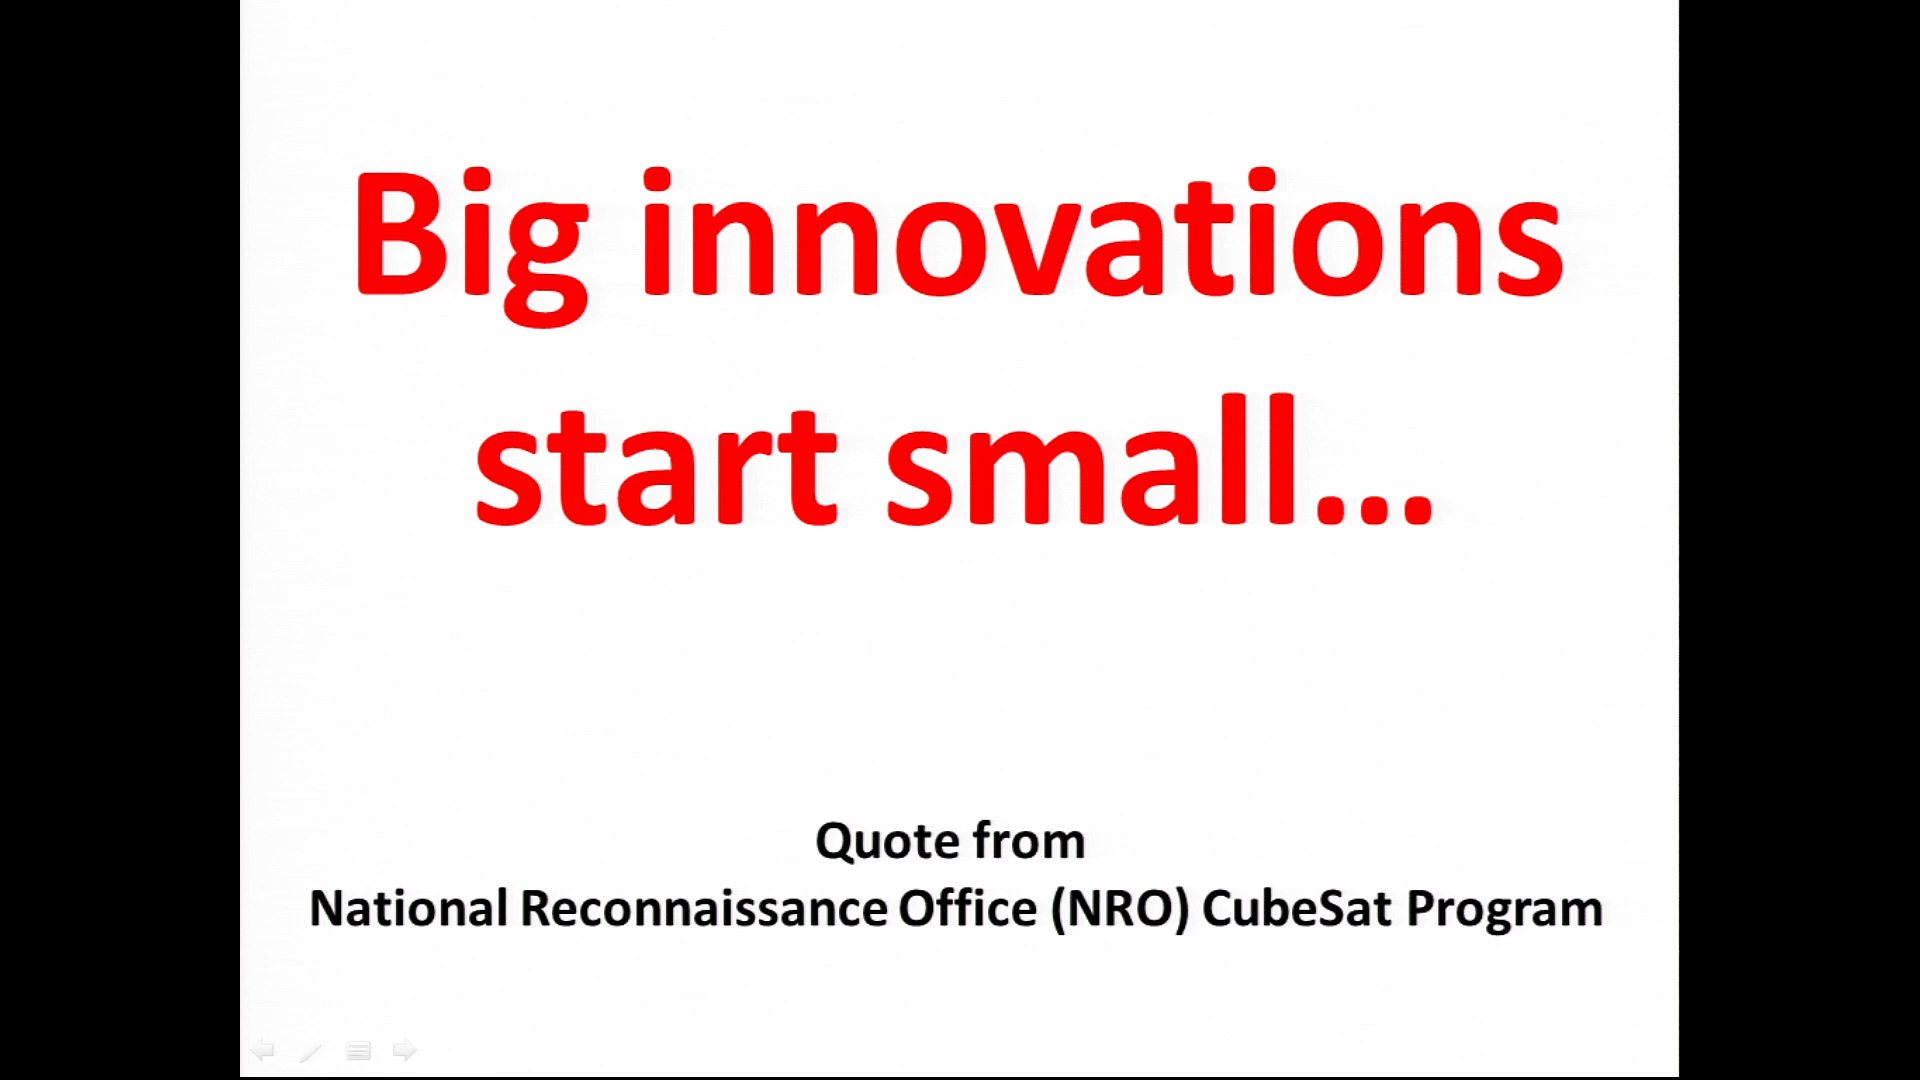 Big innovations
start small...
Quote from
National Reconnaissance Office (NRO) CubeSat Program